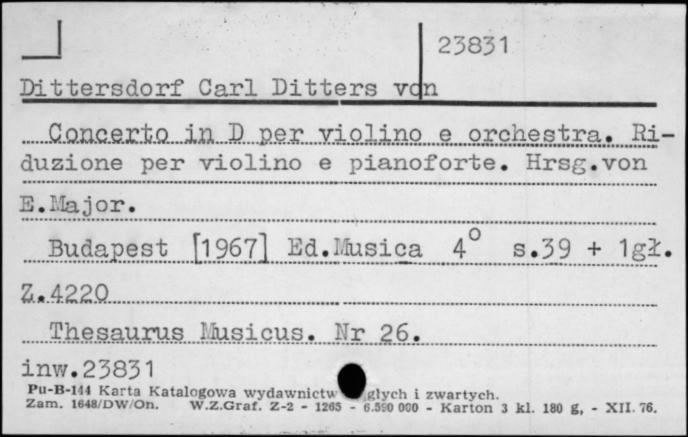 23831
Dittersdorf Carl Ditters von
Concerto in D per violino e orchestra. Ri-
duzione per violino e pianoforte. Hrsg.von
E.Major.
Budapest [1967] Ed.Musica 4° s.39 + 1gł.
Z.4220
Thesaurus Musicus. Nr 26.
inw.23831
Pu-B-144 Karta Katalogowa wydawnictw głych i zwartych.
Zam. 1648/DW/On. W.Z.Graf. Z-2 - 1265 - 6.590 000 - Karton 3 kl. 180 g, - XII. 76.